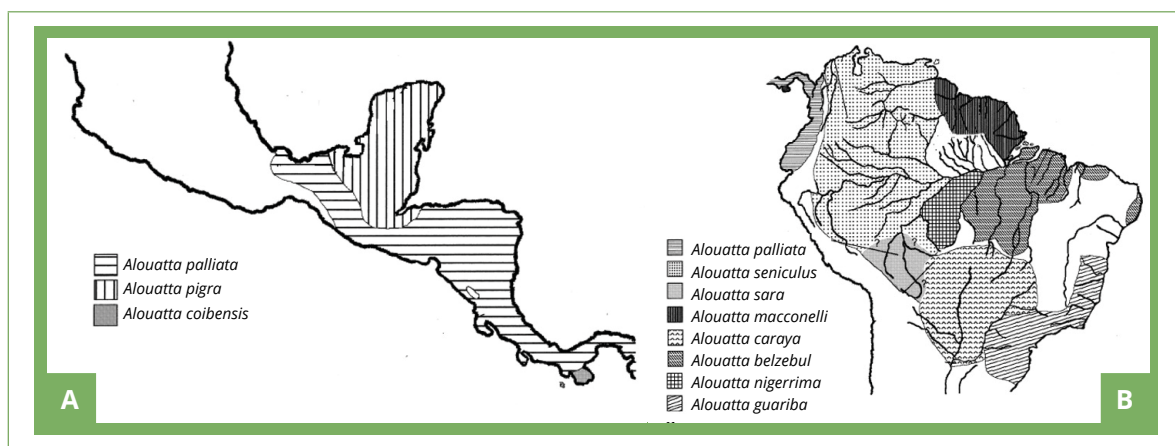 Alouatta palliata
Alouatta pigra
Alouatta coibensis
A
Alouatta palliata
Alouatta seniculus
Alouatta sara
Alouatta macconelli
Alouatta caraya
Alouatta belzebul
Alouatta nigerrima
Alouatta guariba
B